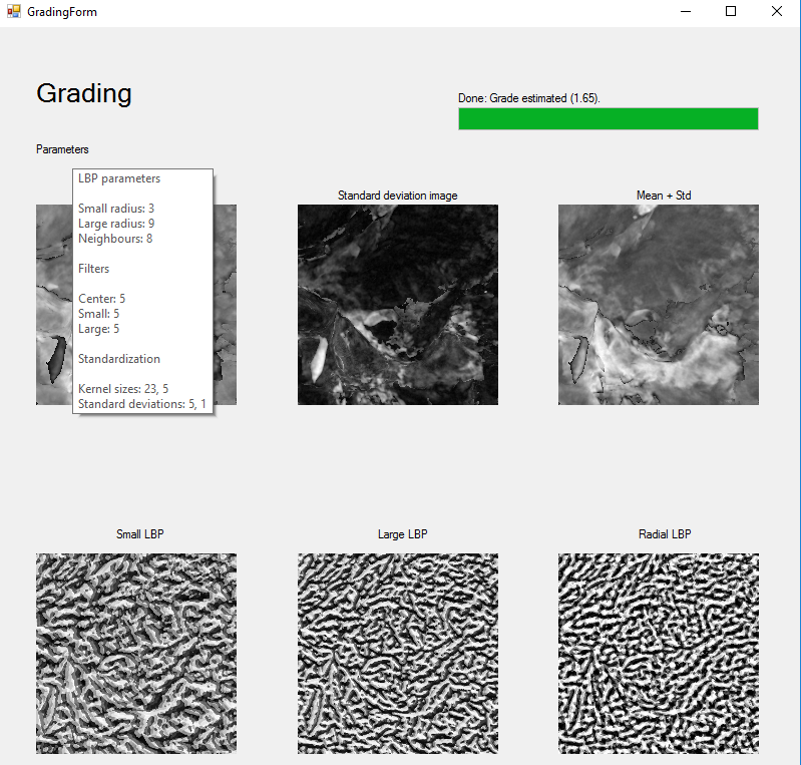 GradingForm
Grading
Done: Grade estimated (1.65).
Parameters
LBP parameters
Small radius: 3
Large radius: 9
Neighbours: 8
Filters
Center: 5
Small: 5
Large: 5
Standardization
Kernel sizes: 23, 5
Standard deviations: 5, 1
Standard deviation image
Mean + Std
Small LBP
Large LBP
Radial LBP